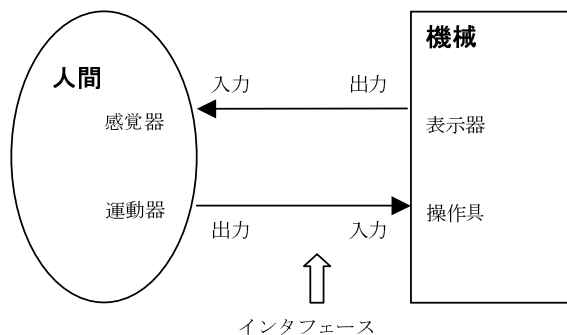 機械
人間
入力 出力
感覚器 表示器
運動器 操作具
出力 入力
インタフェース